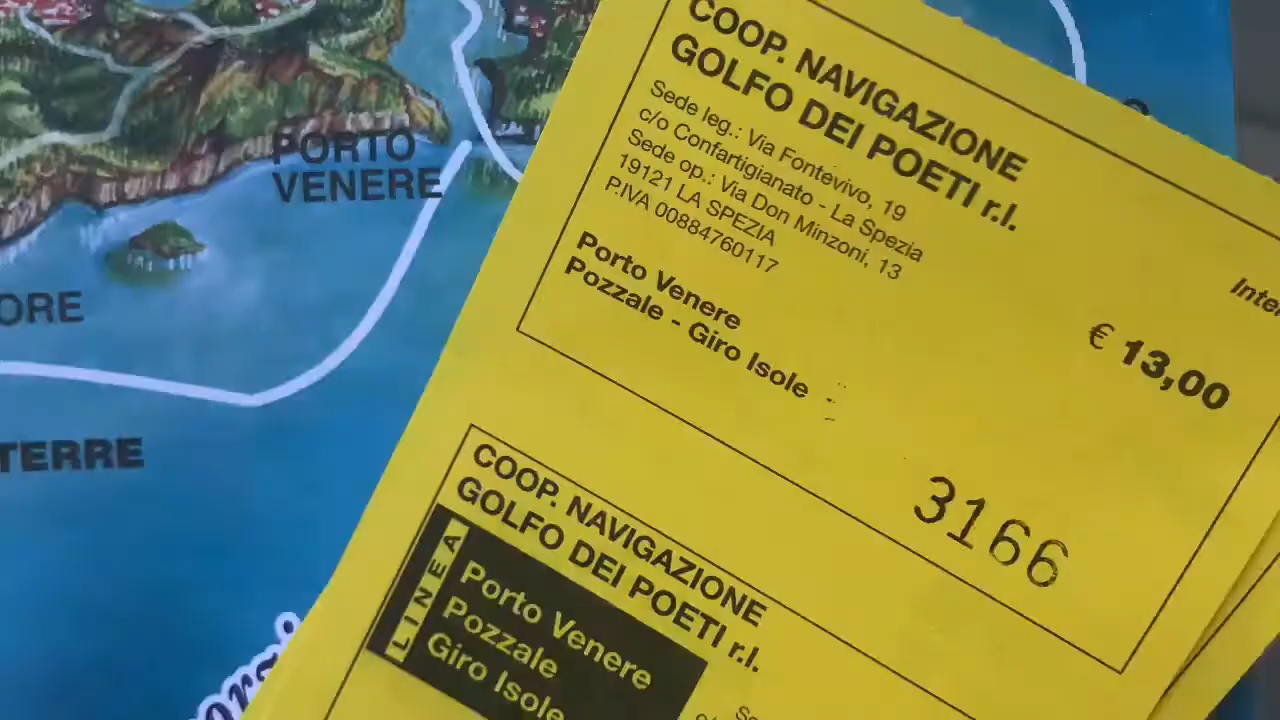 PORTO
VENERE
ORE
TERRE
COOP. NAVIGAZIONE
GOLFO DEI POETI r.l.
Sede leg.: Via Fontevivo, 19
c/o Confartigianato - La Spezia
Sede op.: Via Don Minzoni, 13
19121 LA SPEZIA
P.IVA 00884760117
Porto Venere
Pozzale - Giro Isole
Inter
€ 13,00
3166
COOP. NAVIGAZIONE
GOLFO DEI POETI r.l.
LINEA
Porto Venere
Pozzale
Giro Isole